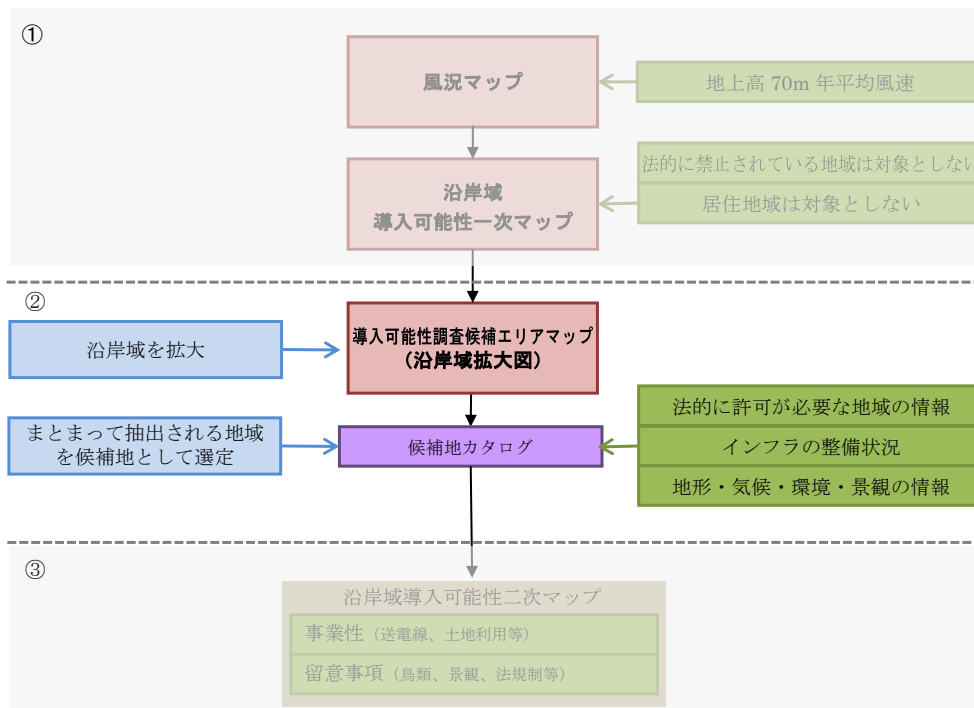 ①
風況マップ
地上高 70m 年平均風速
法的に禁止されている地域は対象としない
沿岸域
導入可能性一次マップ
居住地域は対象としない
②
沿岸域を拡大
導入可能性調査候補エリアマップ
（沿岸域拡大図）
まとまって抽出される地域
を候補地として選定
候補地カタログ
法的に許可が必要な地域の情報
インフラの整備状況
地形・気候・環境・景観の情報
③
沿岸域導入可能性二次マップ
事業性（送電線、土地利用等）
留意事項（鳥類、景観、法規制等）